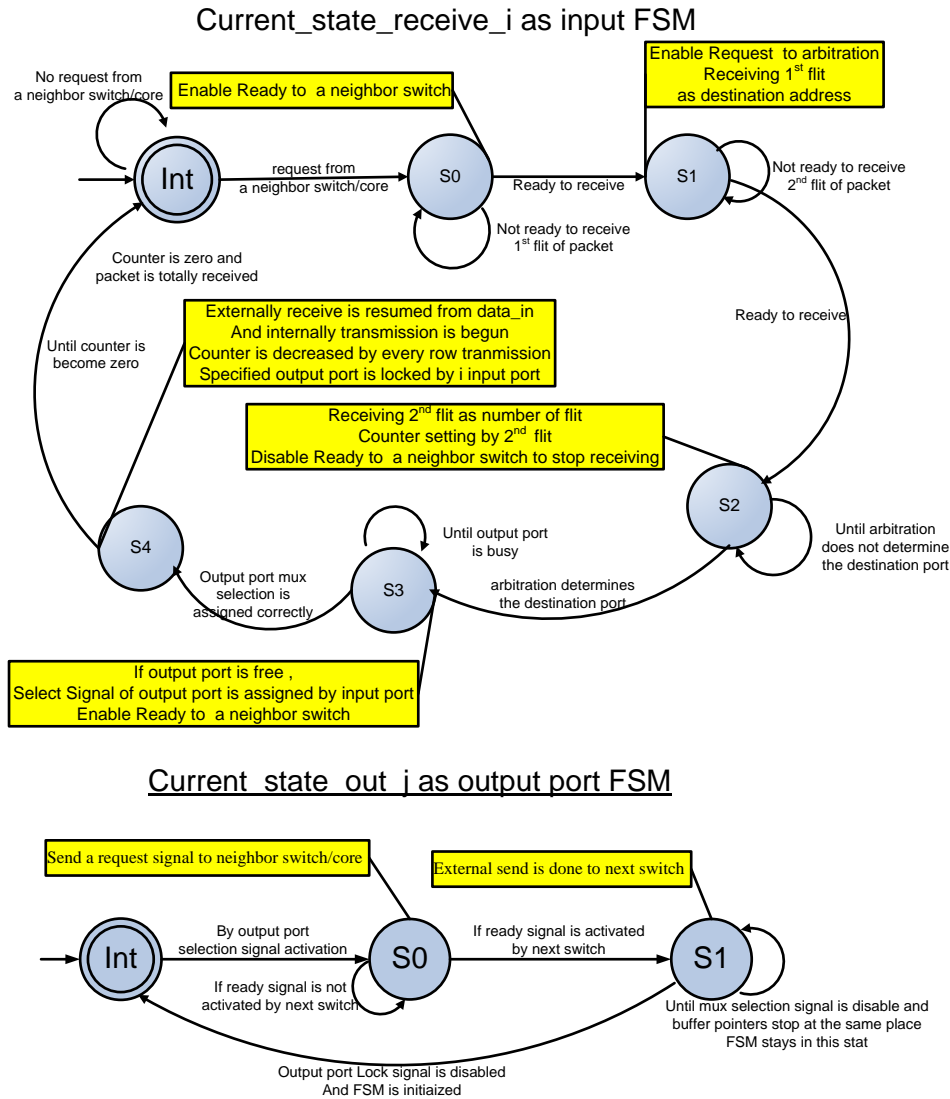 Current_state_receive_i as input FSM
No request from
a neighbor switch/core
Enable Ready to a neighbor switch
Enable Request to arbitration
Receiving 1st flit
as destination address
Int
request from
a neighbor switch/core
S0
Ready to receive
S1
Not ready to receive
2nd flit of packet
Not ready to receive
1st flit of packet
Counter is zero and
packet is totally received
Externally receive is resumed from data_in
And internally transmission is begun
Counter is decreased by every row tranmission
Specified output port is locked by i input port
Ready to receive
Until counter is
become zero
Receiving 2nd flit as number of flit
Counter setting by 2nd flit
Disable Ready to a neighbor switch to stop receiving
S2
Until arbitration
does not determine
the destination port
Until output port
is busy
S4
S3
Output port mux
selection is
assigned correctly
arbitration determines
the destination port
If output port is free ,
Select Signal of output port is assigned by input port
Enable Ready to a neighbor switch
Current_state_out_j as output port FSM
Send a request signal to neighbor switch/core
External send is done to next switch
Int
By output port
selection signal activation
S0
If ready signal is activated
by next switch
S1
If ready signal is not
activated by next switch
Until mux selection signal is disable and
buffer pointers stop at the same place
FSM stays in this stat
Output port Lock signal is disabled
And FSM is initiaized